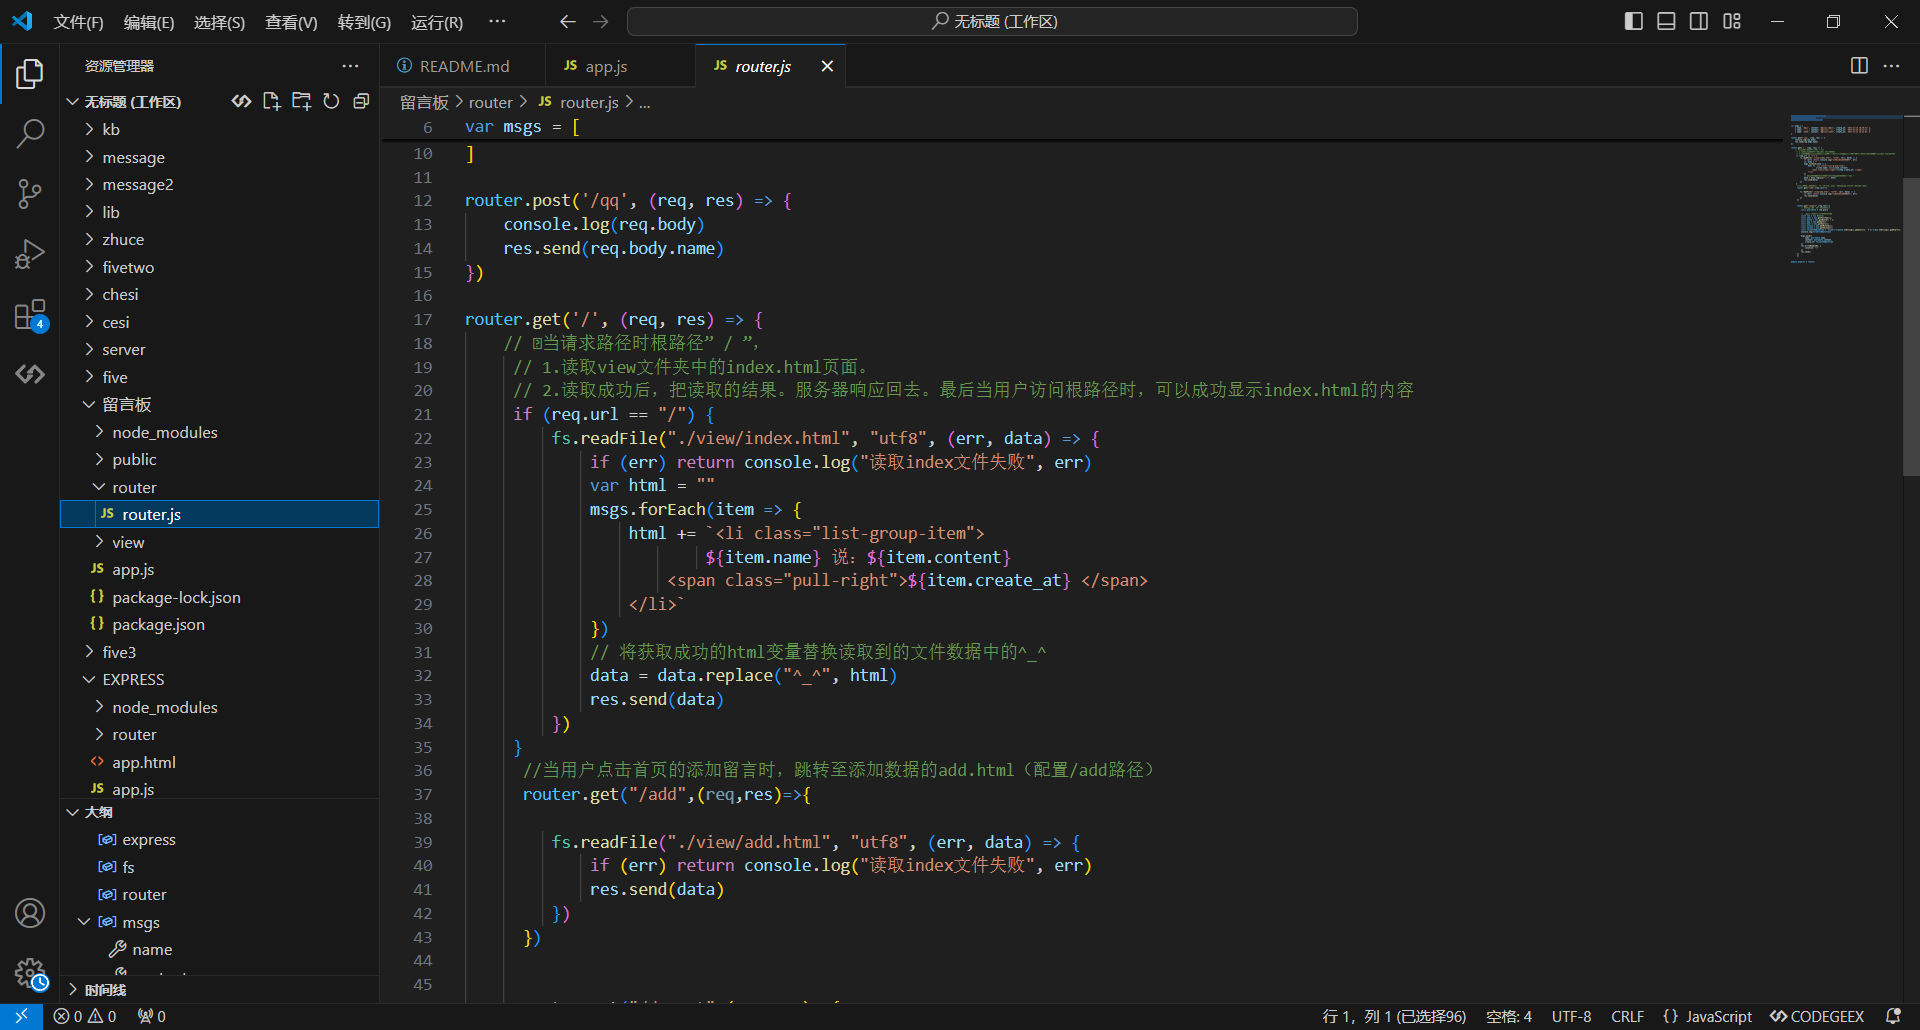 文件(F) 编辑(E) 选择(S) 查看(V) 转到(G) 运行(R) ··· 无标题 (工作区)
资源管理器
README.md app.js router.js
无标题 (工作区)
kb
message
message2
lib
zhuce
fivetwo
chesi
cesi
server
five
留言板
node_modules
public
router
JS router.js
view
JS app.js
{} package-lock.json
{} package.json
five3
EXPRESS
node_modules
router
<> app.html
JS app.js
大纲
express
fs
router
msgs
name
时间线
4
留言板 > router > JS router.js > ...
6 var msgs = [
10 ]
11
12 router.post('/qq', (req, res) => {
13 console.log(req.body)
14 res.send(req.body.name)
15 })
16
17 router.get('/', (req, res) => {
18 // 当请求路径时根路径” / ”，
19 // 1.读取view文件夹中的index.html页面。
20 // 2.读取成功后，把读取的结果。服务器响应回去。最后当用户访问根路径时，可以成功显示index.html的内容
21 if (req.url == "/") {
22 fs.readFile("./view/index.html", "utf8", (err, data) => {
23 if (err) return console.log("读取index文件失败", err)
24 var html = ""
25 msgs.forEach(item => {
26 html += `<li class="list-group-item">
27 ${item.name} 说：${item.content}
28 <span class="pull-right">${item.create_at} </span>
29 </li>`
30 })
31 // 将获取成功的html变量替换读取到的文件数据中的^_^
32 data = data.replace("^_^", html)
33 res.send(data)
34 })
35 }
36 //当用户点击首页的添加留言时，跳转至添加数据的add.html（配置/add路径）
37 router.get("/add",(req,res)=>{
38
39 fs.readFile("./view/add.html", "utf8", (err, data) => {
40 if (err) return console.log("读取index文件失败", err)
41 res.send(data)
42 })
43 })
44
45
0 0 0 行 1，列 1 (已选择96) 空格: 4 UTF-8 CRLF {} JavaScript CODEGEEX